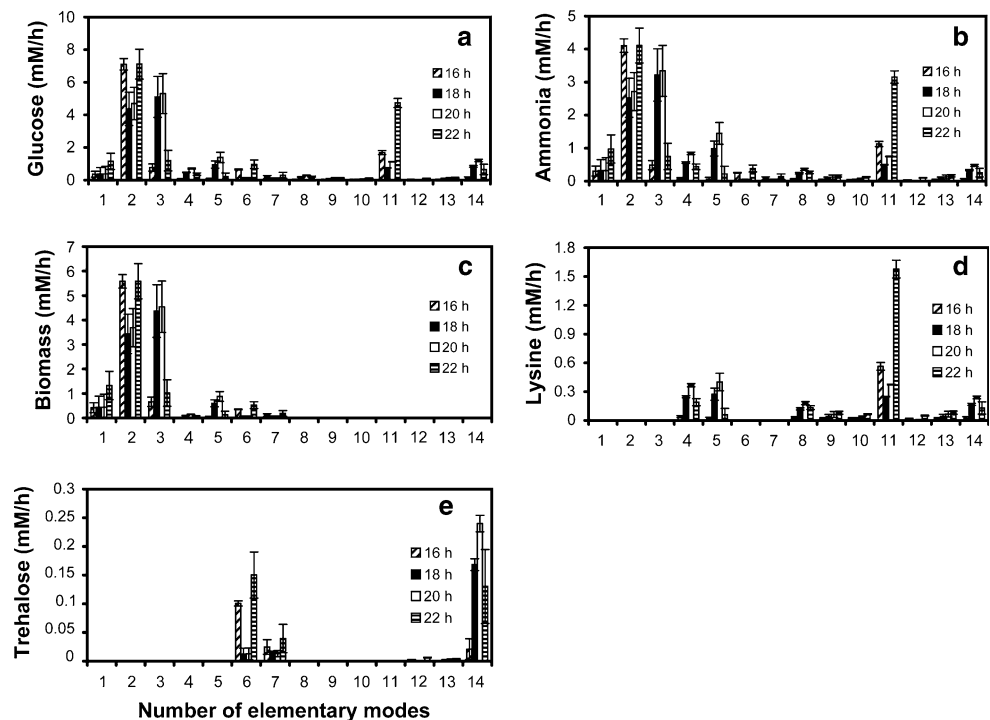 a
Glucose (mM/h)
10
8
6
4
2
0
16 h
18 h
20 h
22 h
1 2 3 4 5 6 7 8 9 10 11 12 13 14
b
Ammonia (mM/h)
5
4
3
2
1
0
16 h
18 h
20 h
22 h
1 2 3 4 5 6 7 8 9 10 11 12 13 14
c
Biomass (mM/h)
7
6
5
4
3
2
1
0
16 h
18 h
20 h
22 h
1 2 3 4 5 6 7 8 9 10 11 12 13 14
d
Lysine (mM/h)
1.8
1.5
1.2
0.9
0.6
0.3
0
16 h
18 h
20 h
22 h
1 2 3 4 5 6 7 8 9 10 11 12 13 14
e
Trehalose (mM/h)
0.3
0.25
0.2
0.15
0.1
0.05
0
16 h
18 h
20 h
22 h
1 2 3 4 5 6 7 8 9 10 11 12 13 14
Number of elementary modes